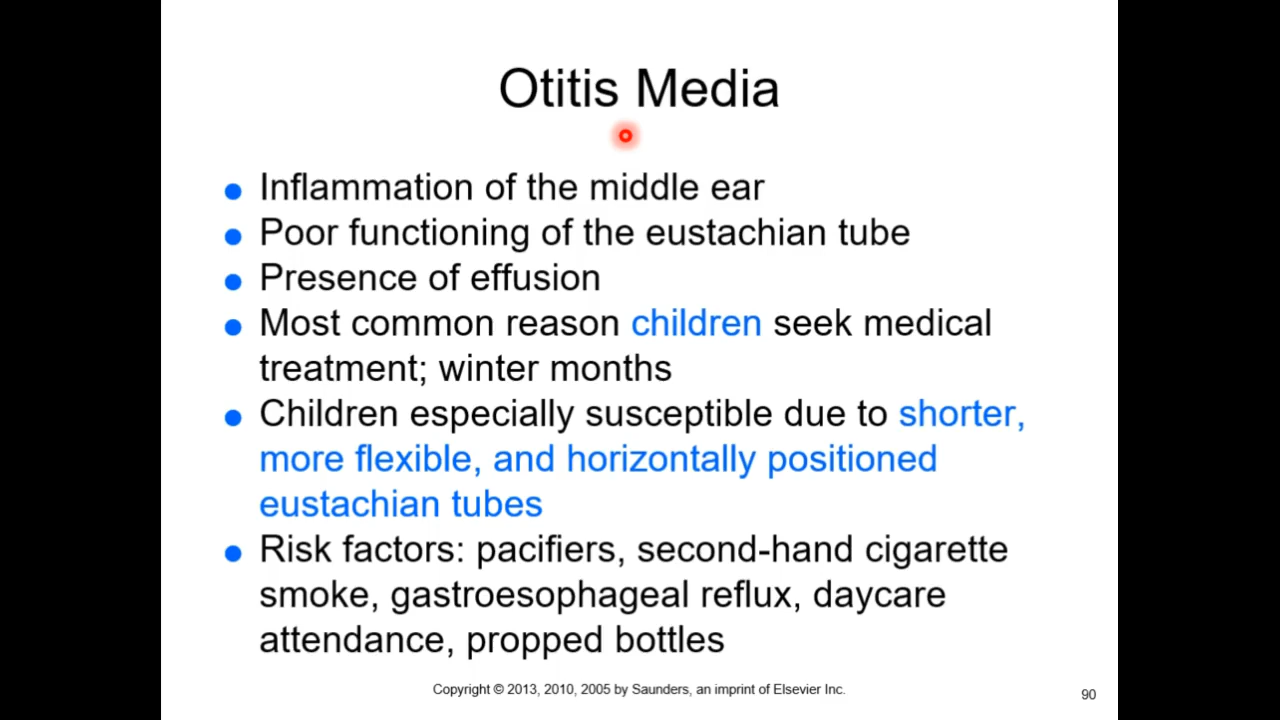 Otitis Media
Inflammation of the middle ear
Poor functioning of the eustachian tube
Presence of effusion
Most common reason children seek medical
treatment; winter months
Children especially susceptible due to shorter,
more flexible, and horizontally positioned
eustachian tubes
Risk factors: pacifiers, second-hand cigarette
smoke, gastroesophageal reflux, daycare
attendance, propped bottles
Copyright © 2013, 2010, 2005 by Saunders, an imprint of Elsevier Inc.
90